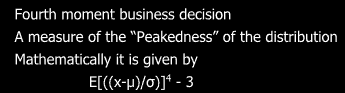 Fourth moment business decision
A measure of the “Peakedness” of the distribution
Mathematically it is given by
E[((x-μ)/σ)]⁴ - 3